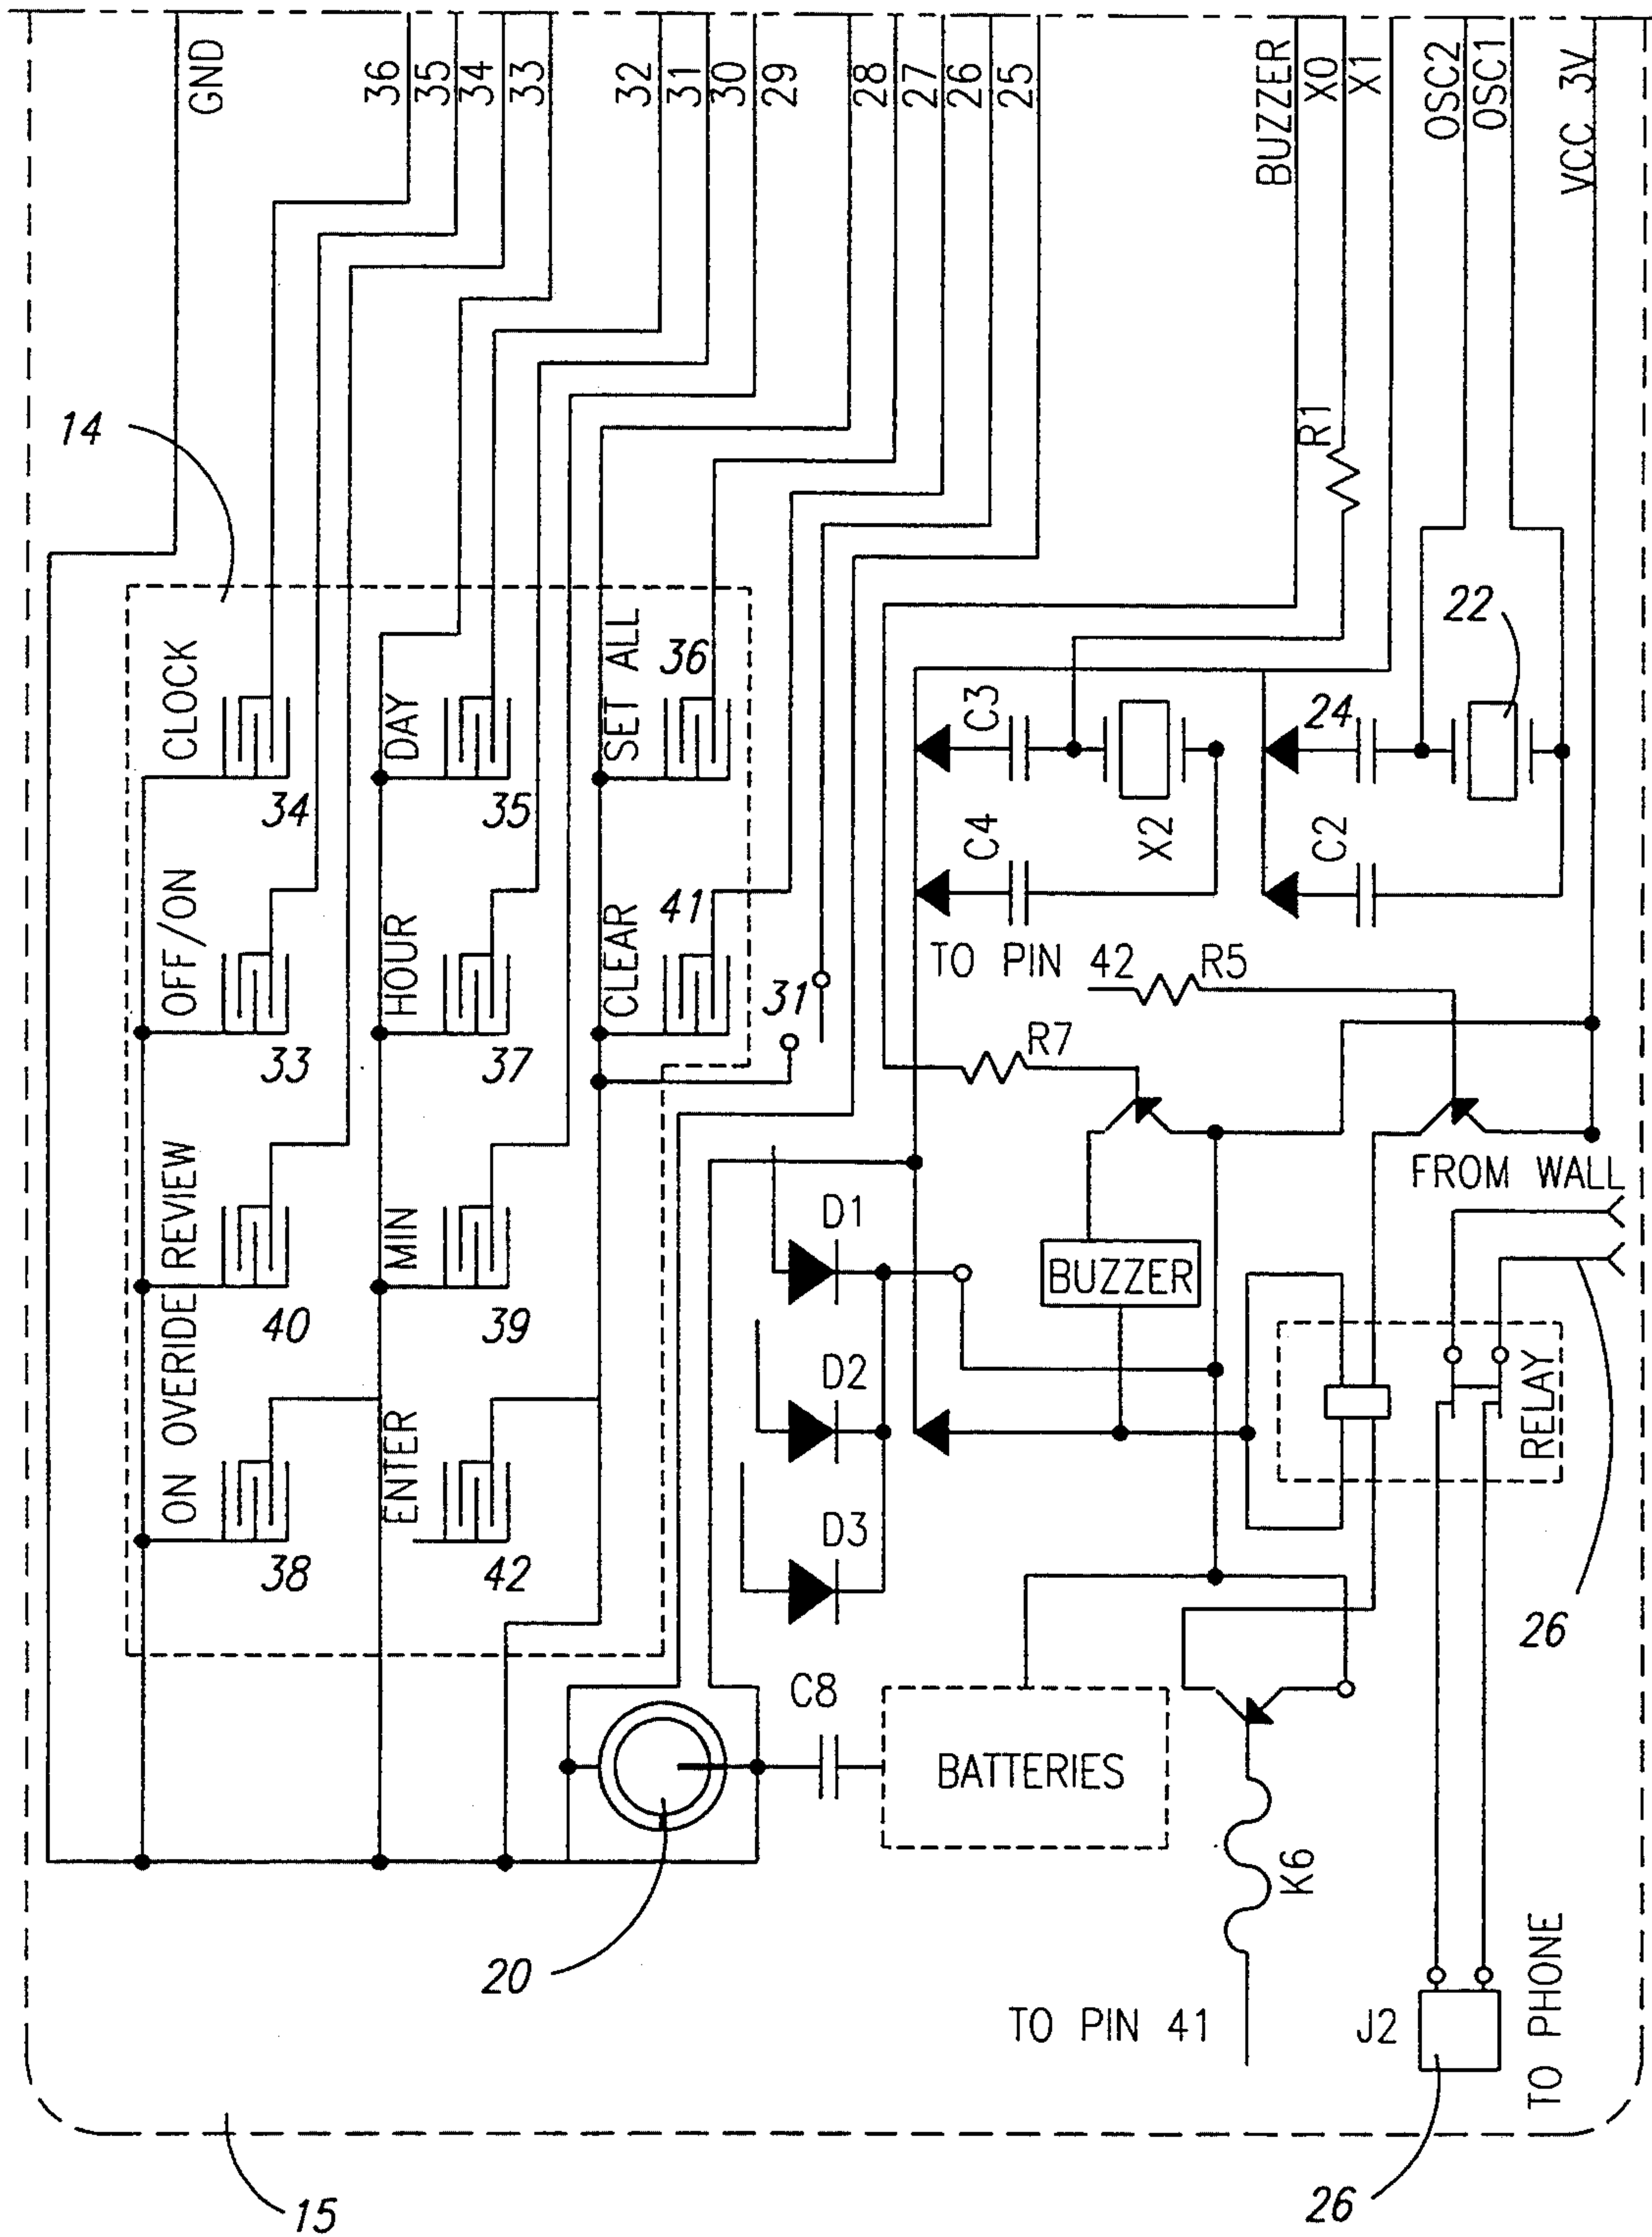 GND
36
35
34
33
32
31
30
29
28
27
26
25
BUZZER
X0
X1
OSC2
OSC1
VCC 3V
14
CLOCK
34
OFF/ON
33
REVIEW
40
ON OVERIDE
38
DAY
35
HOUR
37
MIN
39
ENTER
42
SET ALL
36
CLEAR
41
31
R1
22
C3
24
C4
X2
C2
TO PIN 42
R5
R7
FROM WALL
D1
BUZZER
D2
RELAY
D3
26
C8
BATTERIES
K6
20
TO PIN 41
J2
TO PHONE
15
26